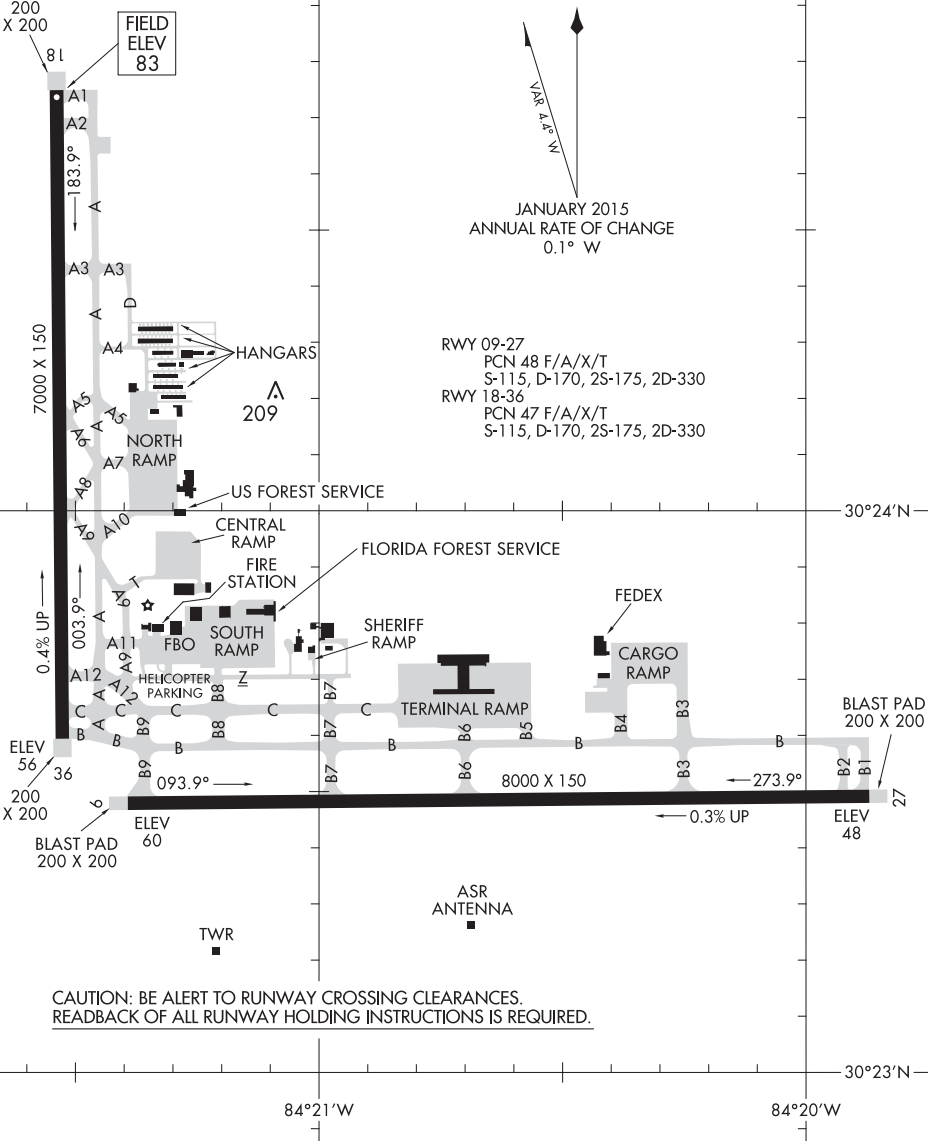 200
X 200
FIELD
ELEV
83
18
A1
A2
183.9°
A
VAR 4.4° W
JANUARY 2015
ANNUAL RATE OF CHANGE
0.1° W
A3
A3
D
A
7000 X 150
A4
HANGARS
209
RWY 09-27
PCN 48 F/A/X/T
S-115, D-170, 2S-175, 2D-330
RWY 18-36
PCN 47 F/A/X/T
S-115, D-170, 2S-175, 2D-330
A5
A5
A
A6
NORTH
RAMP
A7
A8
US FOREST SERVICE
30°24'N
A9
A10
CENTRAL
RAMP
FLORIDA FOREST SERVICE
FIRE
STATION
T
A9
FEDEX
0.4% UP
003.9°
A
A11
FBO
SOUTH
RAMP
SHERIFF
RAMP
CARGO
RAMP
A9
A12
A12
HELICOPTER
PARKING
Z
B8
B7
A
TERMINAL RAMP
BLAST PAD
200 X 200
C
C
C
C
C
A
B
B
B9
B8
B7
B6
B5
B4
B3
B
B
B
B
ELEV
56
36
200
X 200
B9
093.9°
B7
B6
8000 X 150
B3
273.9°
B2
B1
9
27
BLAST PAD
200 X 200
ELEV
60
0.3% UP
ELEV
48
ASR
ANTENNA
TWR
CAUTION: BE ALERT TO RUNWAY CROSSING CLEARANCES.
READBACK OF ALL RUNWAY HOLDING INSTRUCTIONS IS REQUIRED.
30°23'N
84°21'W
84°20'W